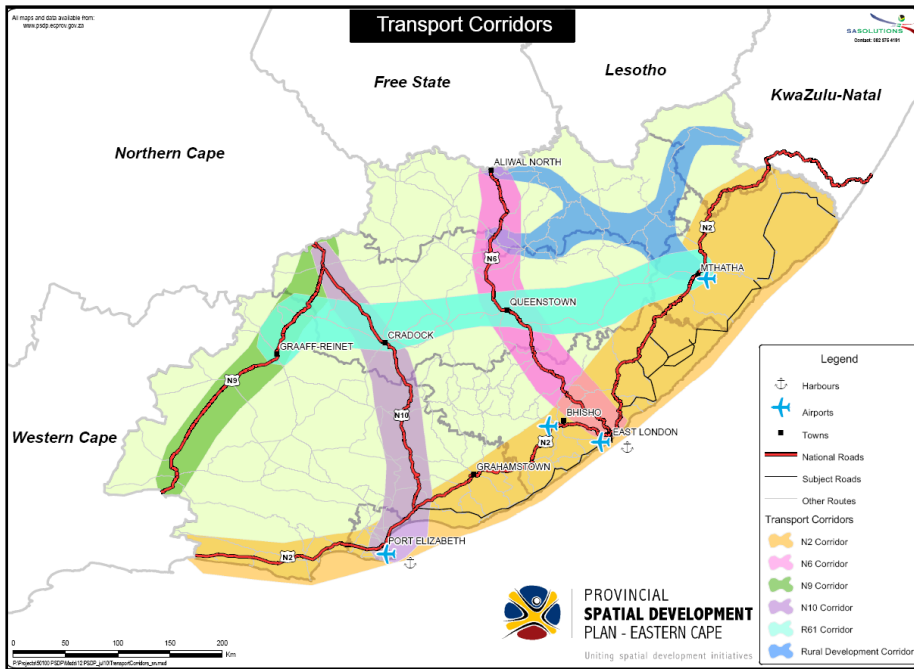 All maps and data available from:
www.psdp.ecprov.gov.za
Transport Corridors
SASOLUTIONS
Contact: 082 575 4191
Free State
Lesotho
KwaZulu-Natal
Northern Cape
Western Cape
ALIWAL NORTH
N2
N6
MTHATHA
QUEENSTOWN
CRADOCK
GRAAFF-REINET
N9
N10
BHISHO
EAST LONDON
N2
GRAHAMSTOWN
PORT ELIZABETH
N2
Legend
Harbours
Airports
Towns
National Roads
Subject Roads
Other Routes
Transport Corridors
N2 Corridor
N6 Corridor
N9 Corridor
N10 Corridor
R61 Corridor
Rural Development Corridor
PROVINCIAL
SPATIAL DEVELOPMENT
PLAN - EASTERN CAPE
Uniting spatial development initiatives
0 50 100 150 200
Km